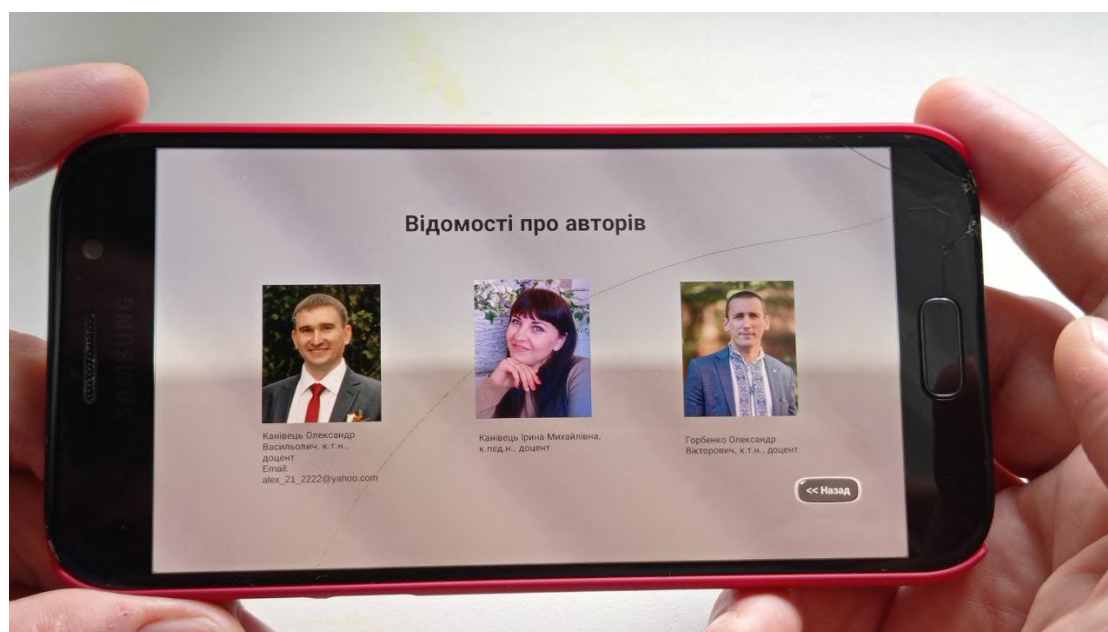 SAMSUNG
Відомості про авторів
Канівець Олександр
Васильович, к.т.н.,
доцент
Email:
alex_21_2222@yahoo.com
Канівець Ірина Михайлівна,
к.пед.н., доцент
Горбенко Олександр
Вікторович, к.т.н., доцент
<< Назад